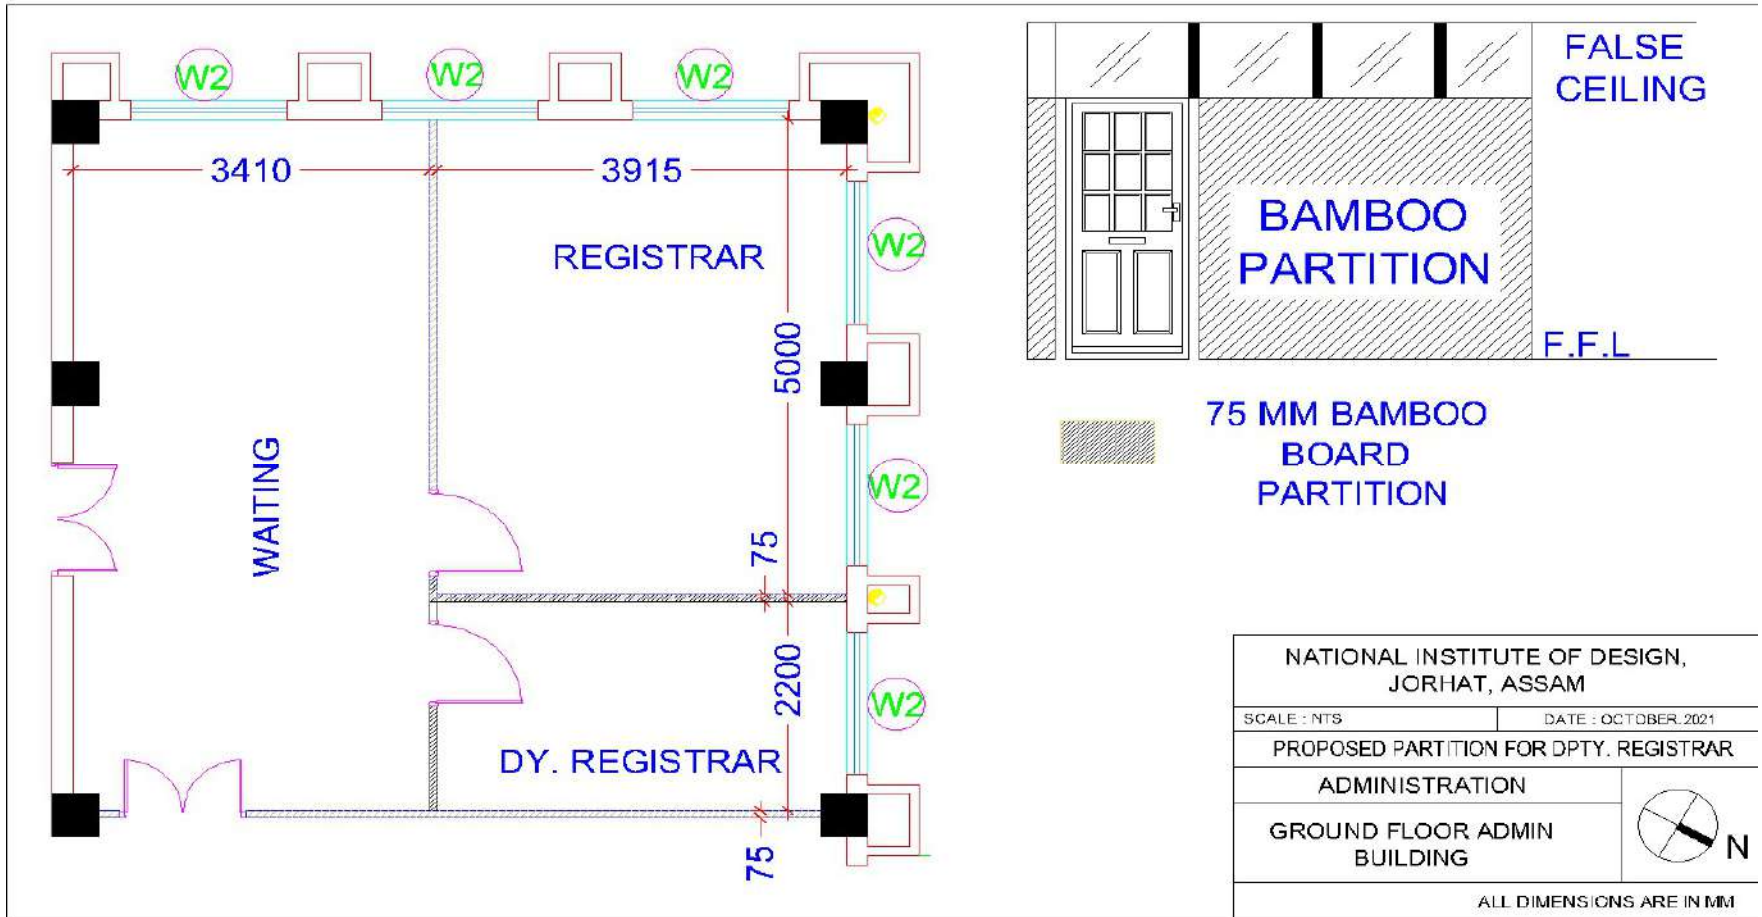 W2
W2
W2
3410
3915
REGISTRAR
W2
5000
WAITING
W2
75
2200
W2
DY. REGISTRAR
75
FALSE
CEILING
BAMBOO
PARTITION
F.F.L
75 MM BAMBOO
BOARD
PARTITION
NATIONAL INSTITUTE OF DESIGN,
JORHAT, ASSAM
SCALE : NTS
DATE : OCTOBER.2021
PROPOSED PARTITION FOR DPTY. REGISTRAR
ADMINISTRATION
GROUND FLOOR ADMIN
BUILDING
N
ALL DIMENSIONS ARE IN MM